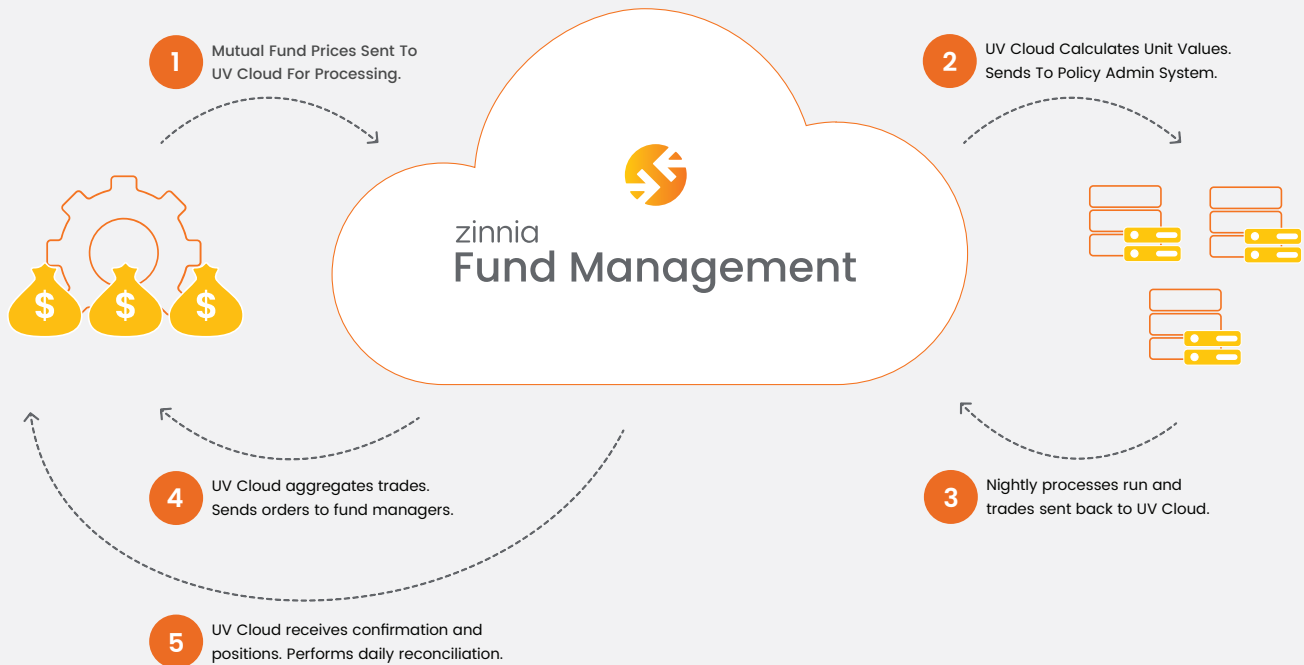 1
Mutual Fund Prices Sent To
UV Cloud For Processing.
2
UV Cloud Calculates Unit Values.
Sends To Policy Admin System.
zinnia
Fund Management
$ $ $
4
UV Cloud aggregates trades.
Sends orders to fund managers.
3
Nightly processes run and
trades sent back to UV Cloud.
5
UV Cloud receives confirmation and
positions. Performs daily reconciliation.